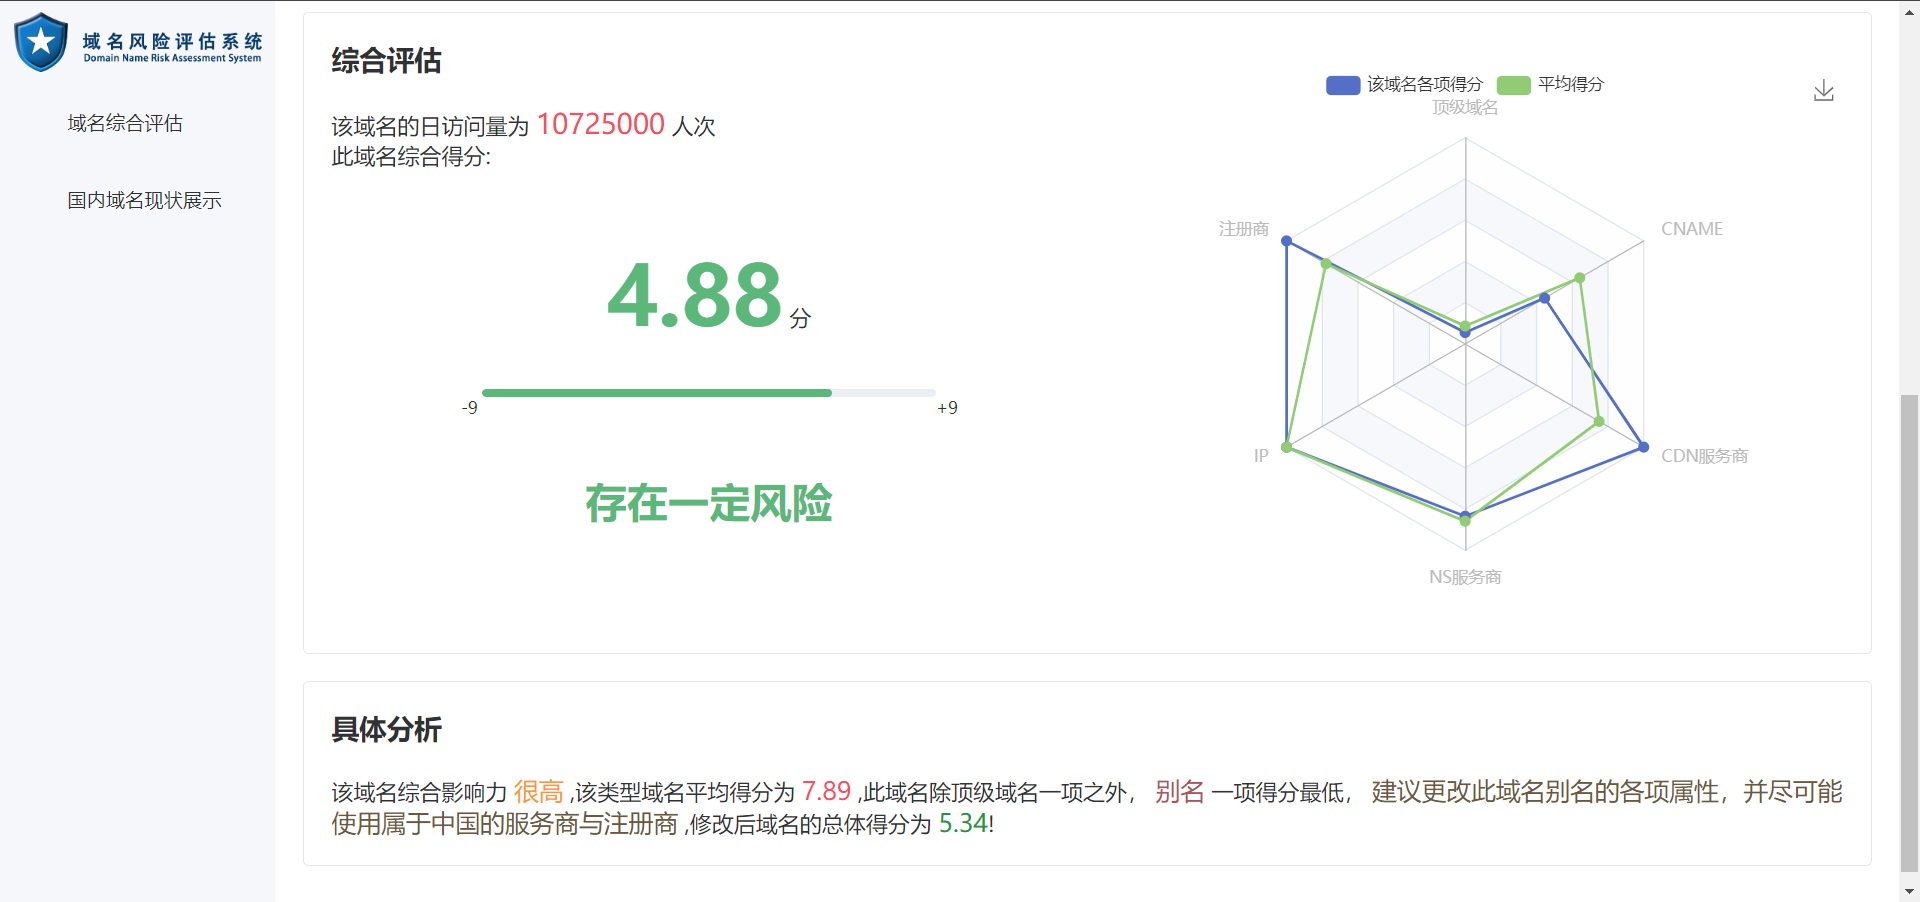 域名风险评估系统
Domain Name Risk Assessment System
域名综合评估
国内域名现状展示
综合评估
该域名的日访问量为 10725000 人次
此域名综合得分:
4.88 分
-9
+9
存在一定风险
该域名各项得分
平均得分
顶级域名
注册商
CNAME
IP
CDN服务商
NS服务商
具体分析
该域名综合影响力 很高 ,该类型域名平均得分为 7.89 ,此域名除顶级域名一项之外， 别名 一项得分最低， 建议更改此域名别名的各项属性，并尽可能
使用属于中国的服务商与注册商 ,修改后域名的总体得分为 5.34!